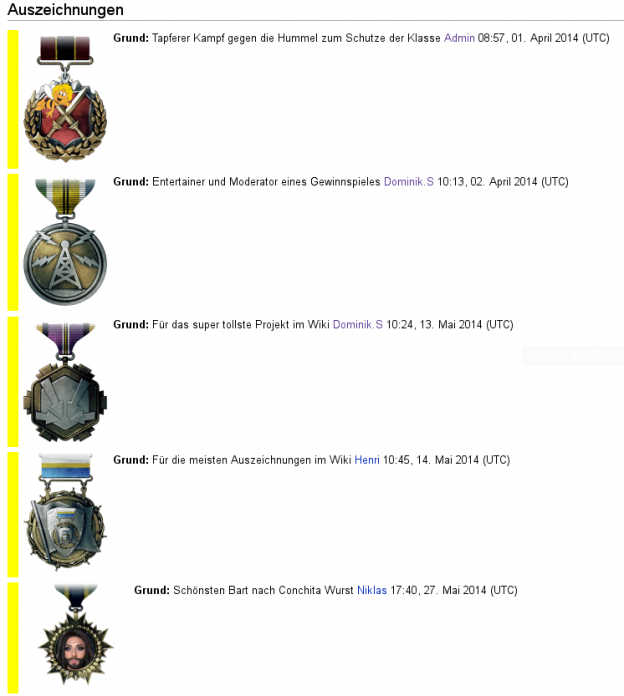 Auszeichnungen
Grund: Tapferer Kampf gegen die Hummel zum Schutze der Klasse Admin 08:57, 01. April 2014 (UTC)
Grund: Entertainer und Moderator eines Gewinnspieles Dominik.S 10:13, 02. April 2014 (UTC)
Grund: Für das super tollste Projekt im Wiki Dominik.S 10:24, 13. Mai 2014 (UTC)
Grund: Für die meisten Auszeichnungen im Wiki Henri 10:45, 14. Mai 2014 (UTC)
Grund: Schönsten Bart nach Conchita Wurst Niklas 17:40, 27. Mai 2014 (UTC)